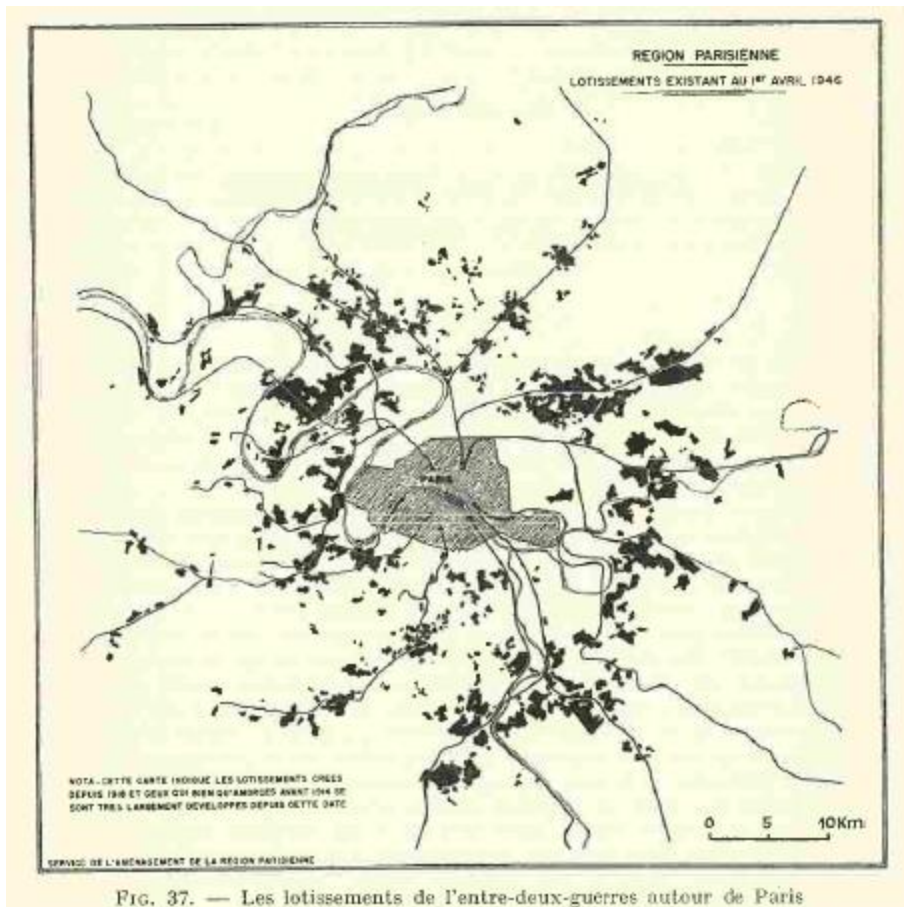 REGION PARISIENNE
LOTISSEMENTS EXISTANT AU 1er AVRIL 1946
PARIS
NOTA-CETTE CARTE INDIQUE LES LOTISSEMENTS CREES
DEPUIS 1918 ET CEUX QUI BIEN QU'AMORCES AVANT 1914 SE
SONT TRES LARGEMENT DEVELOPPES DEPUIS CETTE DATE
0 5 10Km
SERVICE DE L'AMENAGEMENT DE LA REGION PARISIENNE
FIG. 37. — Les lotissements de l'entre-deux-guerres autour de Paris